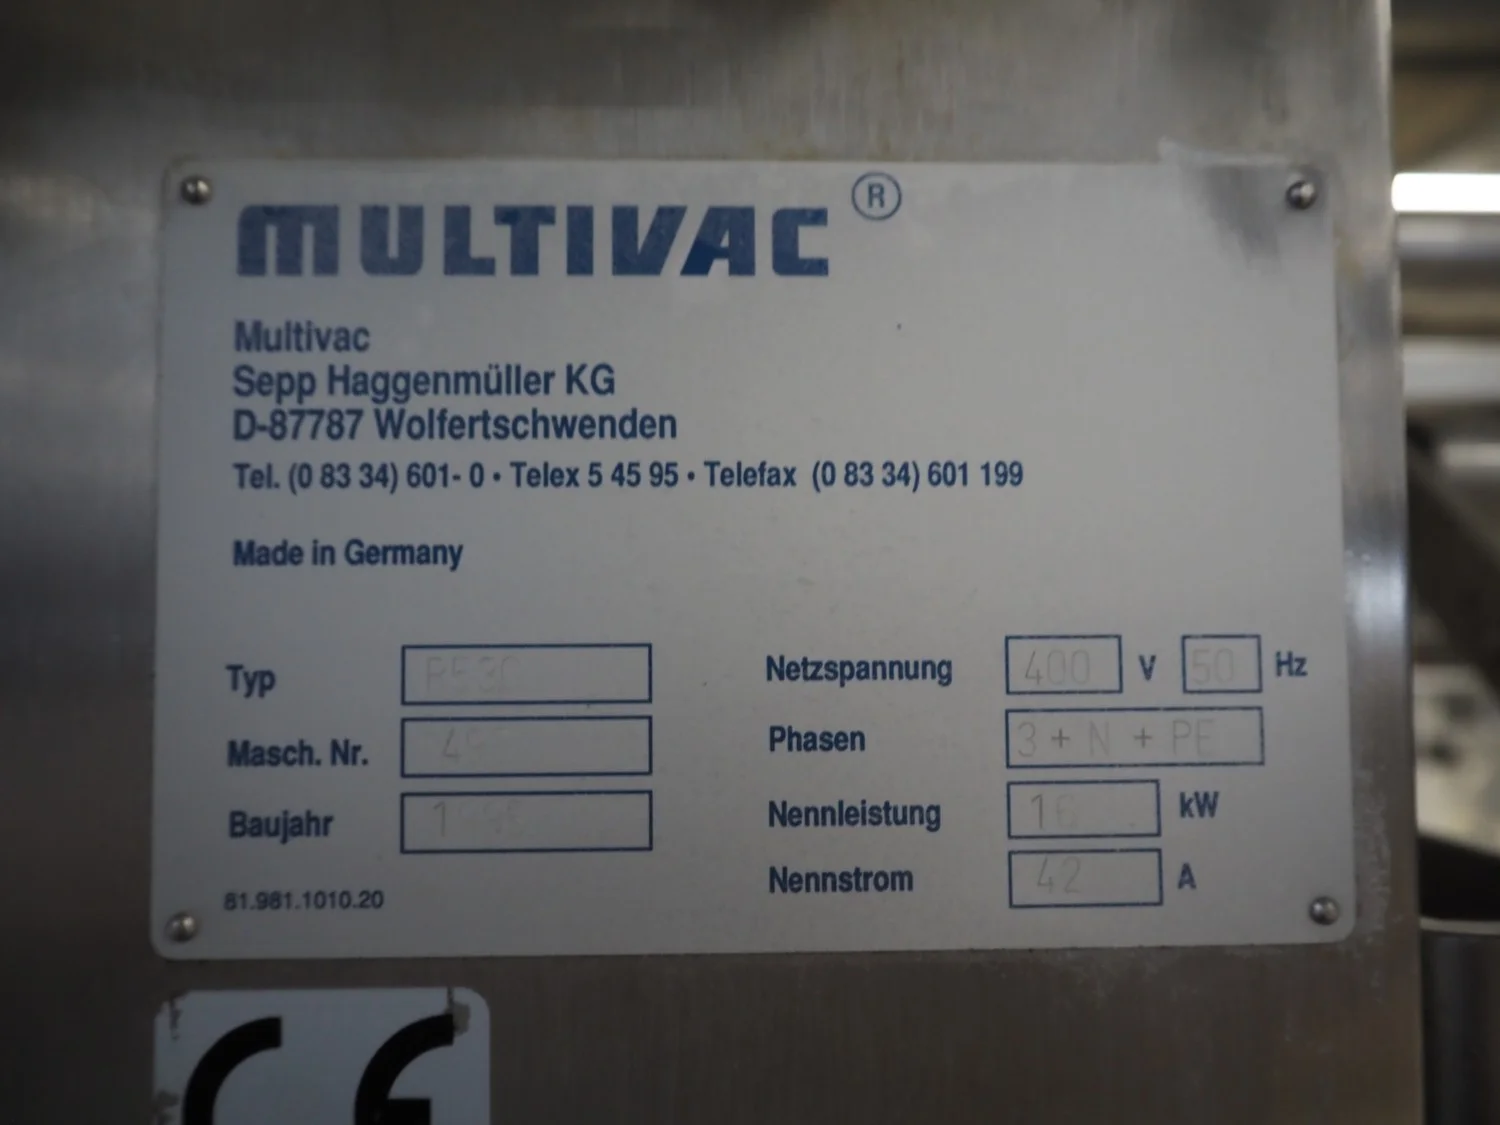 MULTIVAC ®
Multivac
Sepp Haggenmüller KG
D-87787 Wolfertschwenden
Tel. (0 83 34) 601- 0 • Telex 5 45 95 • Telefax (0 83 34) 601 199
Made in Germany
Typ
Masch. Nr.
Baujahr
81.981.1010.20
Netzspannung 400 V 50 Hz
Phasen 3 + N + PE
Nennleistung kW
Nennstrom 42 A
CE